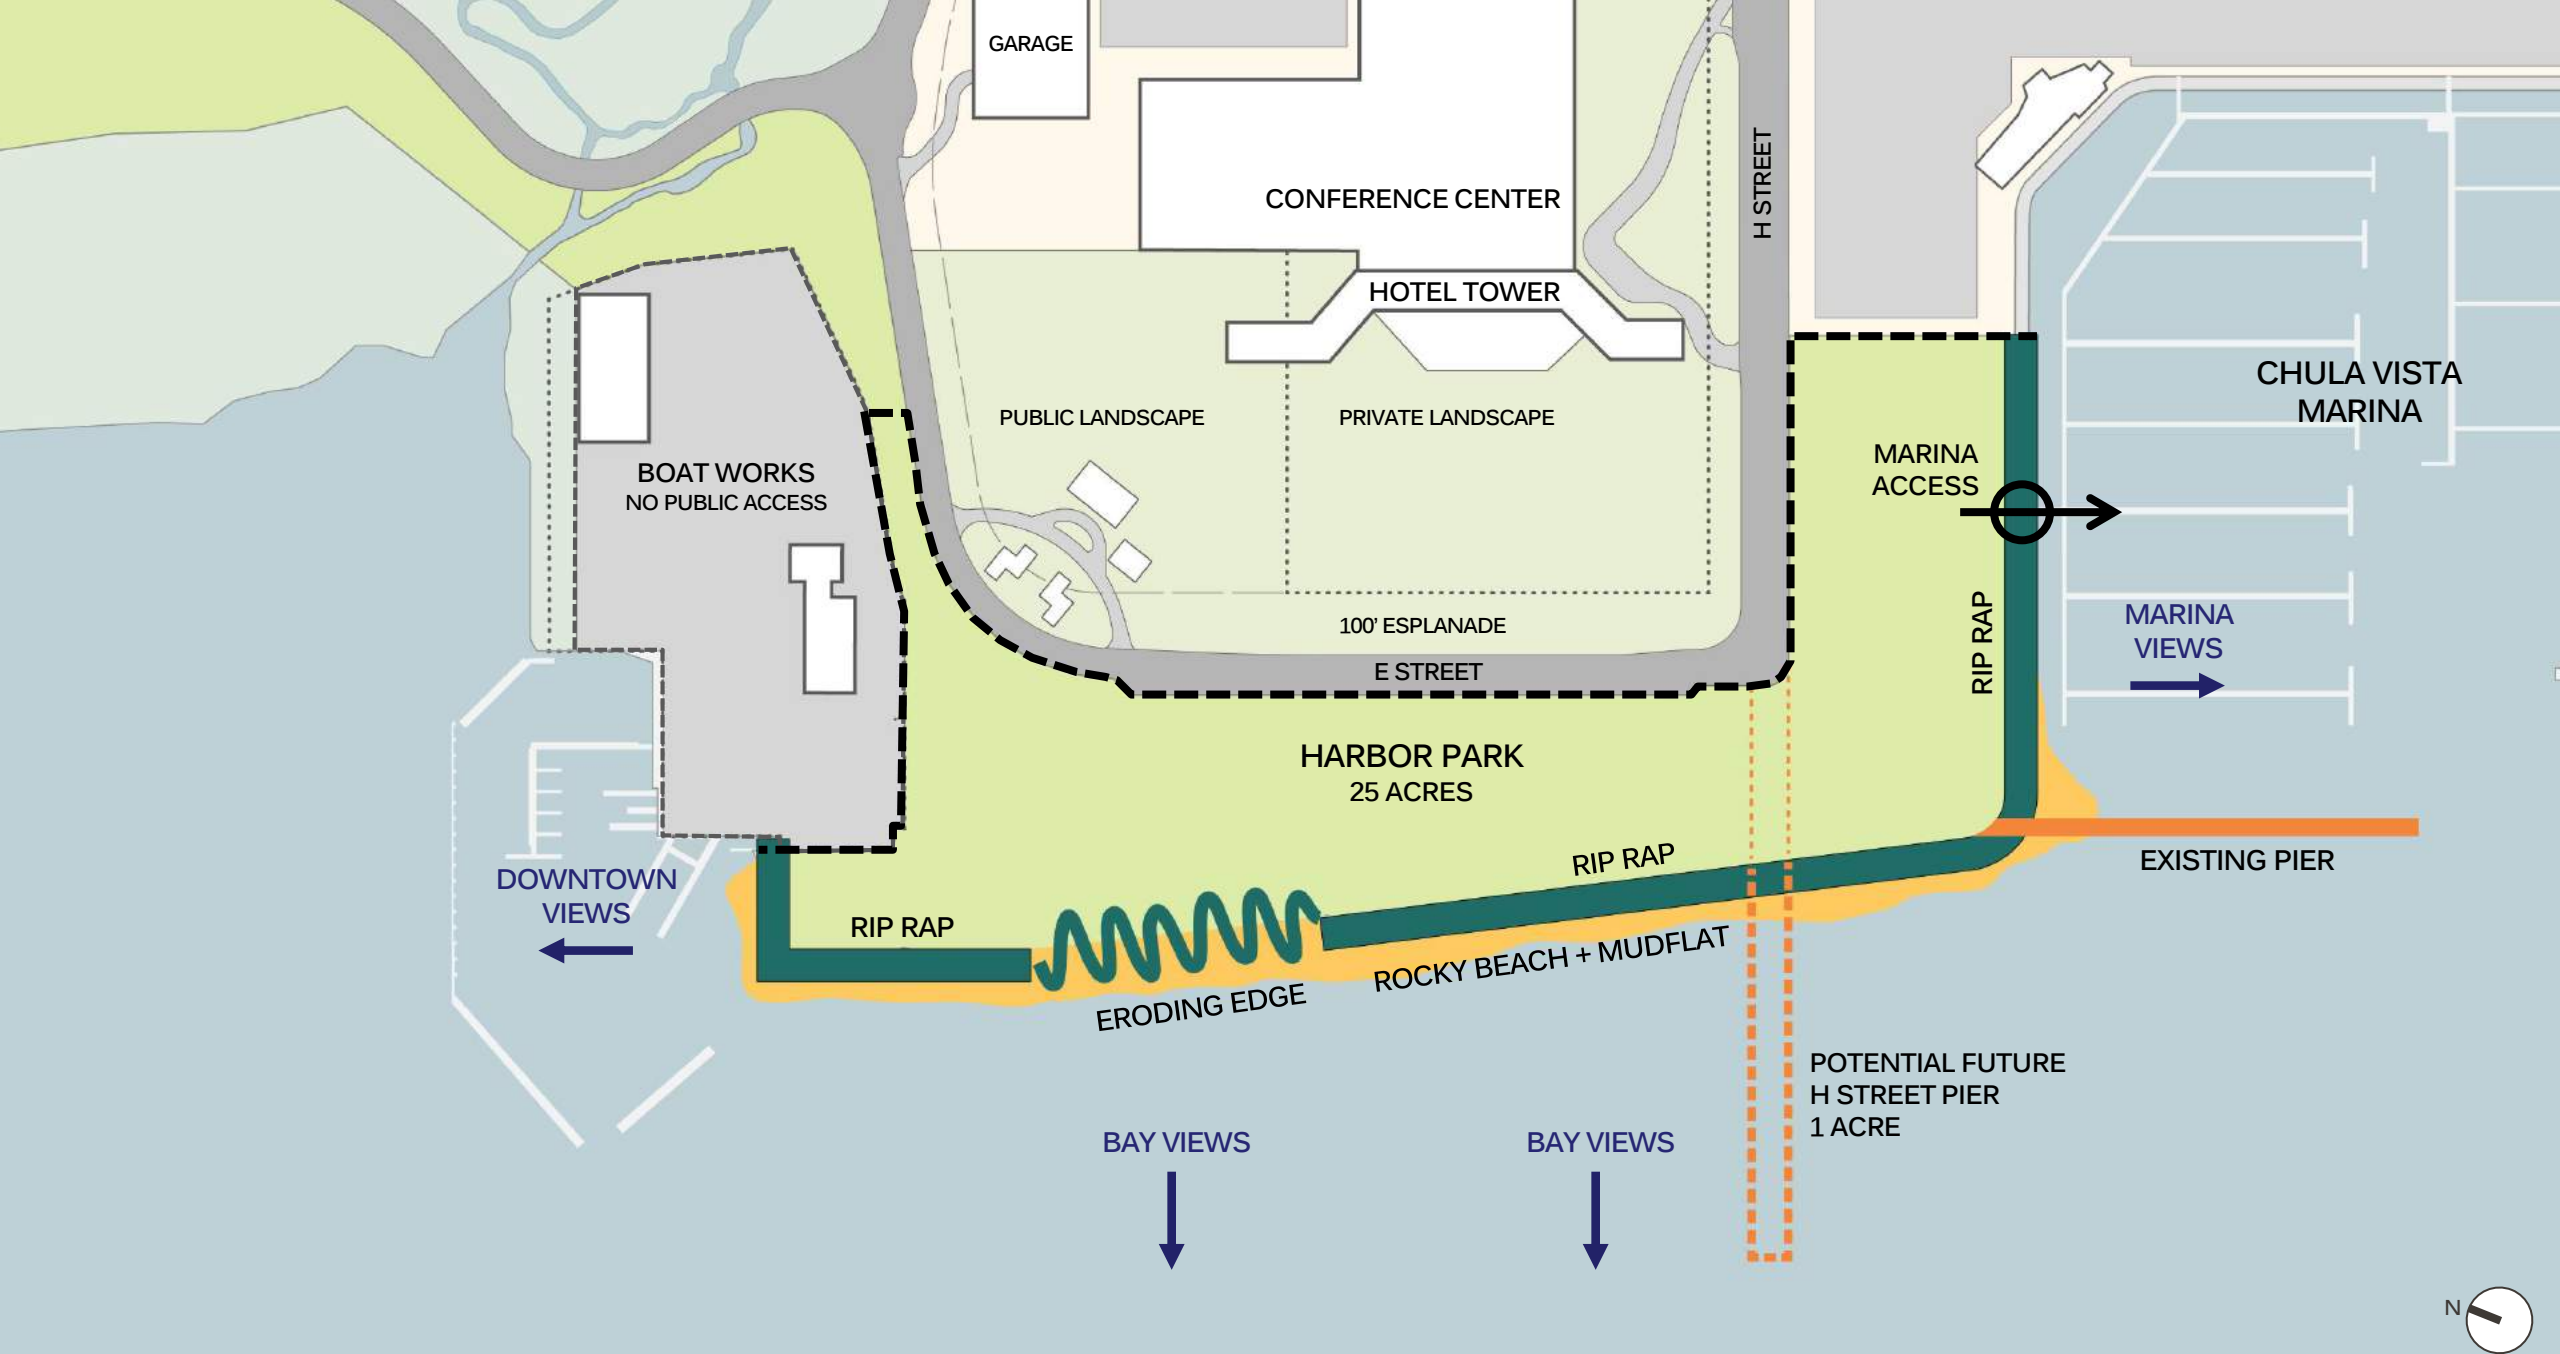 GARAGE
CONFERENCE CENTER
H STREET
HOTEL TOWER
CHULA VISTA
MARINA
PUBLIC LANDSCAPE
PRIVATE LANDSCAPE
MARINA
ACCESS
BOAT WORKS
NO PUBLIC ACCESS
RIP RAP
MARINA
VIEWS
100’ ESPLANADE
E STREET
HARBOR PARK
25 ACRES
RIP RAP
EXISTING PIER
DOWNTOWN
VIEWS
RIP RAP
ROCKY BEACH + MUDFLAT
ERODING EDGE
POTENTIAL FUTURE
H STREET PIER
1 ACRE
BAY VIEWS
BAY VIEWS
N